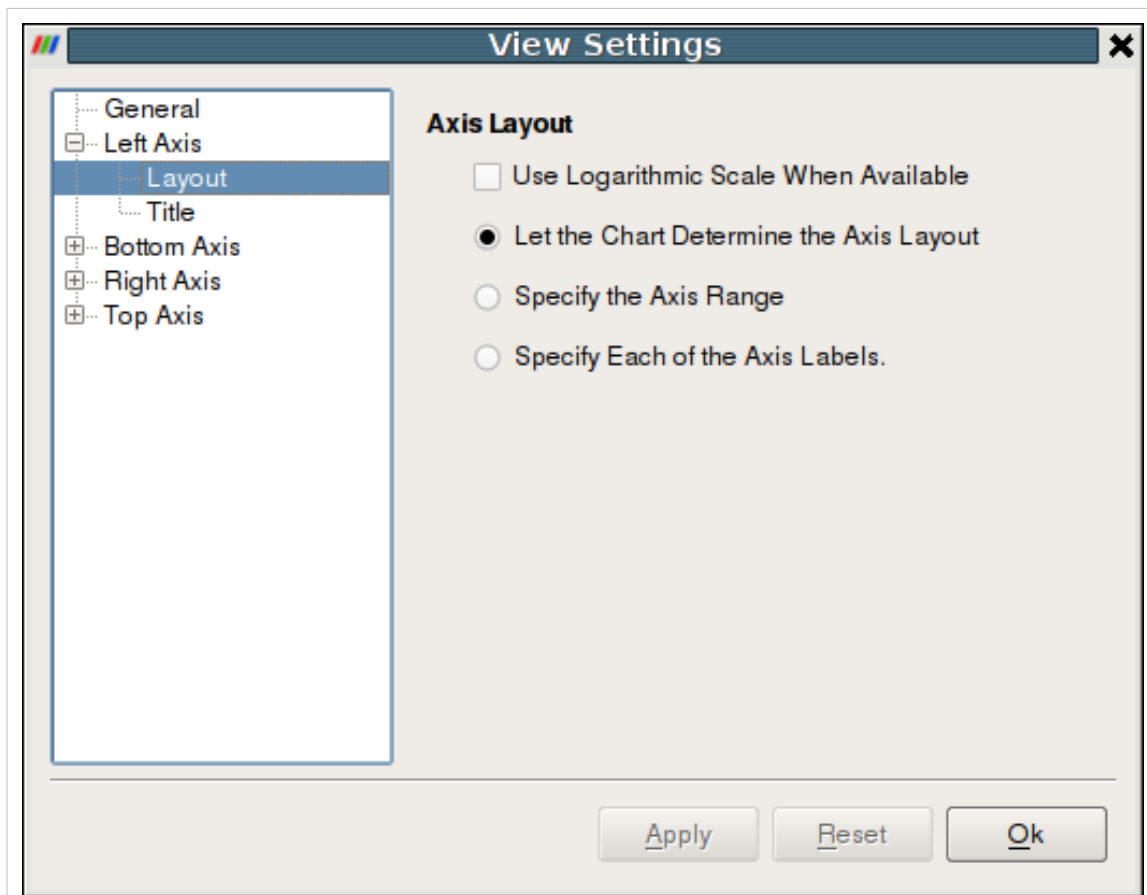 View Settings
General
Left Axis
Layout
Title
Bottom Axis
Right Axis
Top Axis
Axis Layout
Use Logarithmic Scale When Available
Let the Chart Determine the Axis Layout
Specify the Axis Range
Specify Each of the Axis Labels.
Apply
Reset
Ok